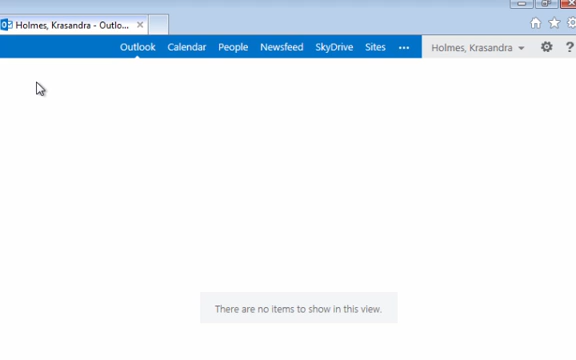 Holmes, Krasandra - Outlo...
Outlook Calendar People Newsfeed SkyDrive Sites ... Holmes, Krasandra ?
There are no items to show in this view.